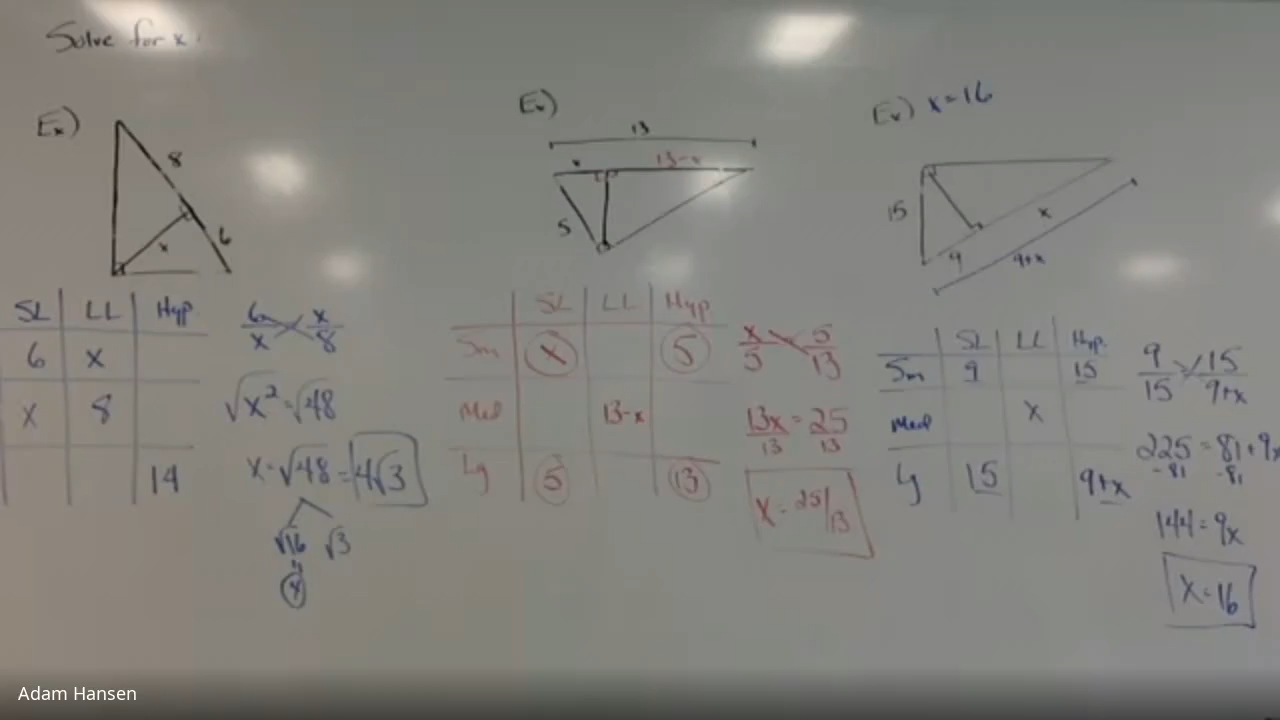 Solve for x.
Ex)
8
6
x
SL LL Hyp.
6 x
x 8
14
6/x x/8
√x² = √48
x = √48 = 4√3
√16 √3
4
Ex)
13
x 13-x
5
SL LL Hyp
Sm x 5
Med 13-x
Lg 5 13
x/5 5/13
13x/13 = 25/13
x = 25/13
Ex) x=16
15
x
9
9+x
SL LL Hyp.
Sm 9 15
Med x
Lg 15 9+x
9/15 15/9+x
225 = 81+9x
-81 -81
144 = 9x
x = 16
Adam Hansen